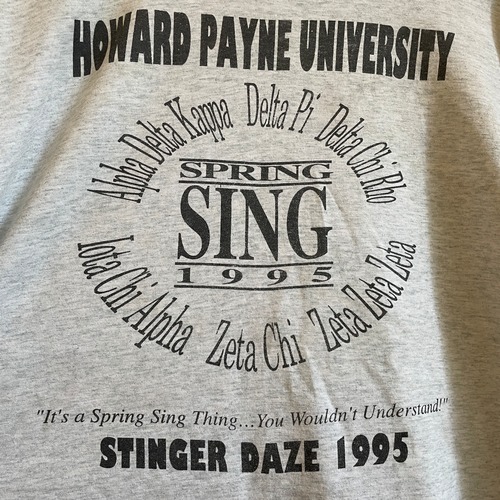 HOWARD PAYNE UNIVERSITY
Alpha Delta Kappa
Delta Pi
Delta Chi Rho
SPRING
SING
1995
Iota Chi Alpha
Zeta Chi
Zeta Zeta Zeta
"It's a Spring Sing Thing...You Wouldn't Understand!"
STINGER DAZE 1995